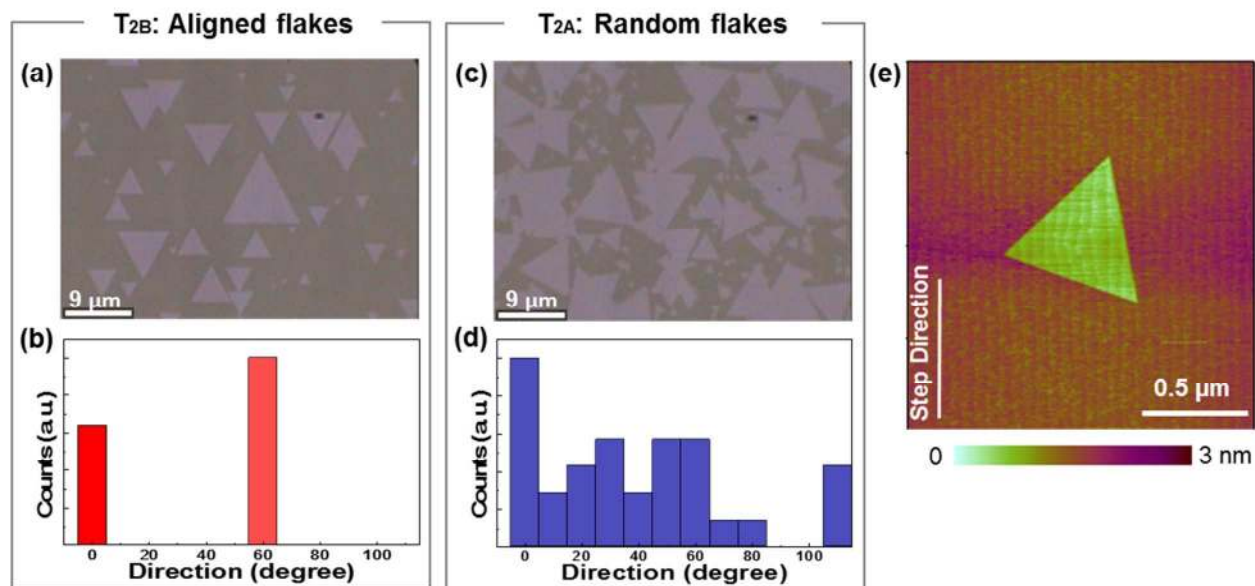 T2B: Aligned flakes
T2A: Random flakes
(a)
9 µm
(b)
Counts (a.u.)
0 20 40 60 80 100
Direction (degree)
(c)
9 µm
(d)
Counts (a.u.)
0 20 40 60 80 100
Direction (degree)
(e)
Step Direction
0.5 µm
0 3 nm